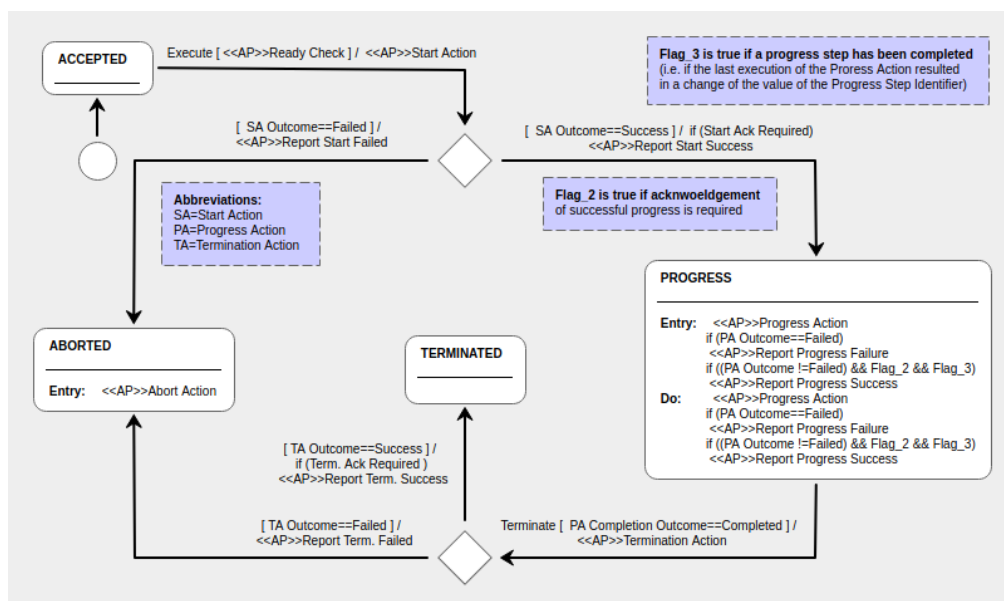 ACCEPTED
Execute [ <<AP>>Ready Check ] / <<AP>>Start Action
Flag_3 is true if a progress step has been completed
(i.e. if the last execution of the Proress Action resulted
in a change of the value of the Progress Step Identifier)
[ SA Outcome==Failed ] /
<<AP>>Report Start Failed
[ SA Outcome==Success ] / if (Start Ack Required)
<<AP>>Report Start Success
Abbreviations:
SA=Start Action
PA=Progress Action
TA=Termination Action
Flag_2 is true if acknwoeldgement
of successful progress is required
PROGRESS
Entry: <<AP>>Progress Action
if (PA Outcome==Failed)
<<AP>>Report Progress Failure
if ((PA Outcome !=Failed) && Flag_2 && Flag_3)
<<AP>>Report Progress Success
Do: <<AP>>Progress Action
if (PA Outcome==Failed)
<<AP>>Report Progress Failure
if ((PA Outcome !=Failed) && Flag_2 && Flag_3)
<<AP>>Report Progress Success
ABORTED
Entry: <<AP>>Abort Action
TERMINATED
[ TA Outcome==Success ] /
if (Term. Ack Required )
<<AP>>Report Term. Success
[ TA Outcome==Failed ] /
<<AP>>Report Term. Failed
Terminate [ PA Completion Outcome==Completed ] /
<<AP>>Termination Action